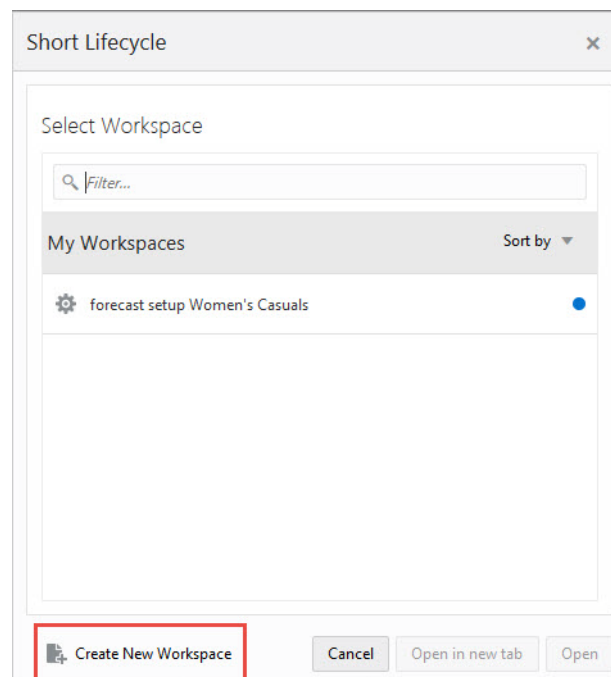 Short Lifecycle
Select Workspace
Filter...
My Workspaces Sort by
forecast setup Women's Casuals
Create New Workspace Cancel Open in new tab Open